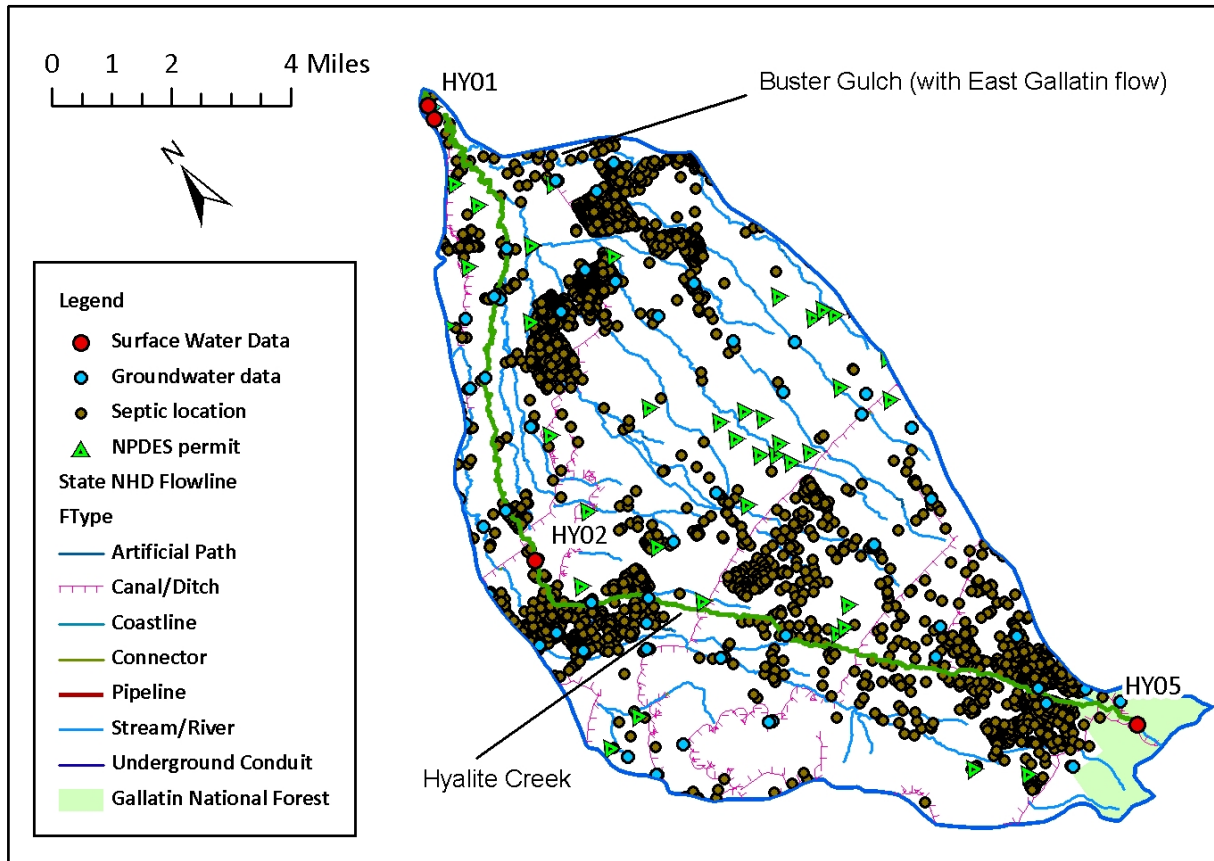 0 1 2 4 Miles
N
HY01
Buster Gulch (with East Gallatin flow)
Legend
Surface Water Data
Groundwater data
Septic location
NPDES permit
State NHD Flowline
FType
Artificial Path
Canal/Ditch
Coastline
Connector
Pipeline
Stream/River
Underground Conduit
Gallatin National Forest
HY02
HY05
Hyalite Creek